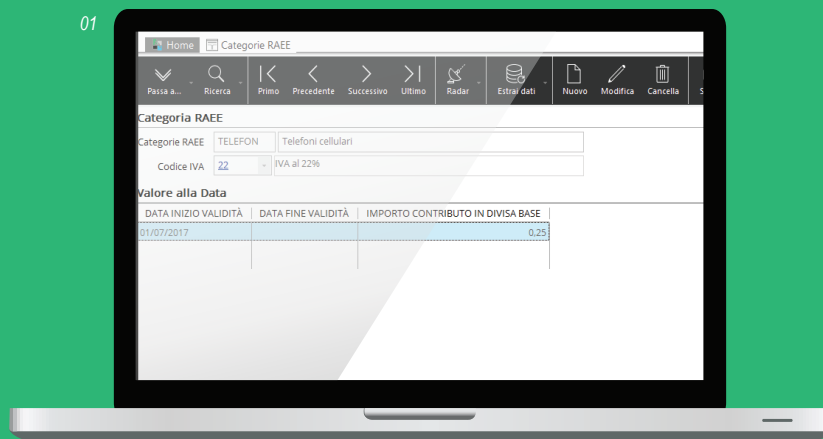 01
Home Categorie RAEE
Passa a... Ricerca Primo Precedente Successivo Ultimo Radar Estrai dati Nuovo Modifica Cancella
Categoria RAEE
Categorie RAEE TELEFON Telefoni cellulari
Codice IVA 22 IVA al 22%
Valore alla Data
DATA INIZIO VALIDITÀ DATA FINE VALIDITÀ IMPORTO CONTRIBUTO IN DIVISA BASE
01/07/2017 0,25